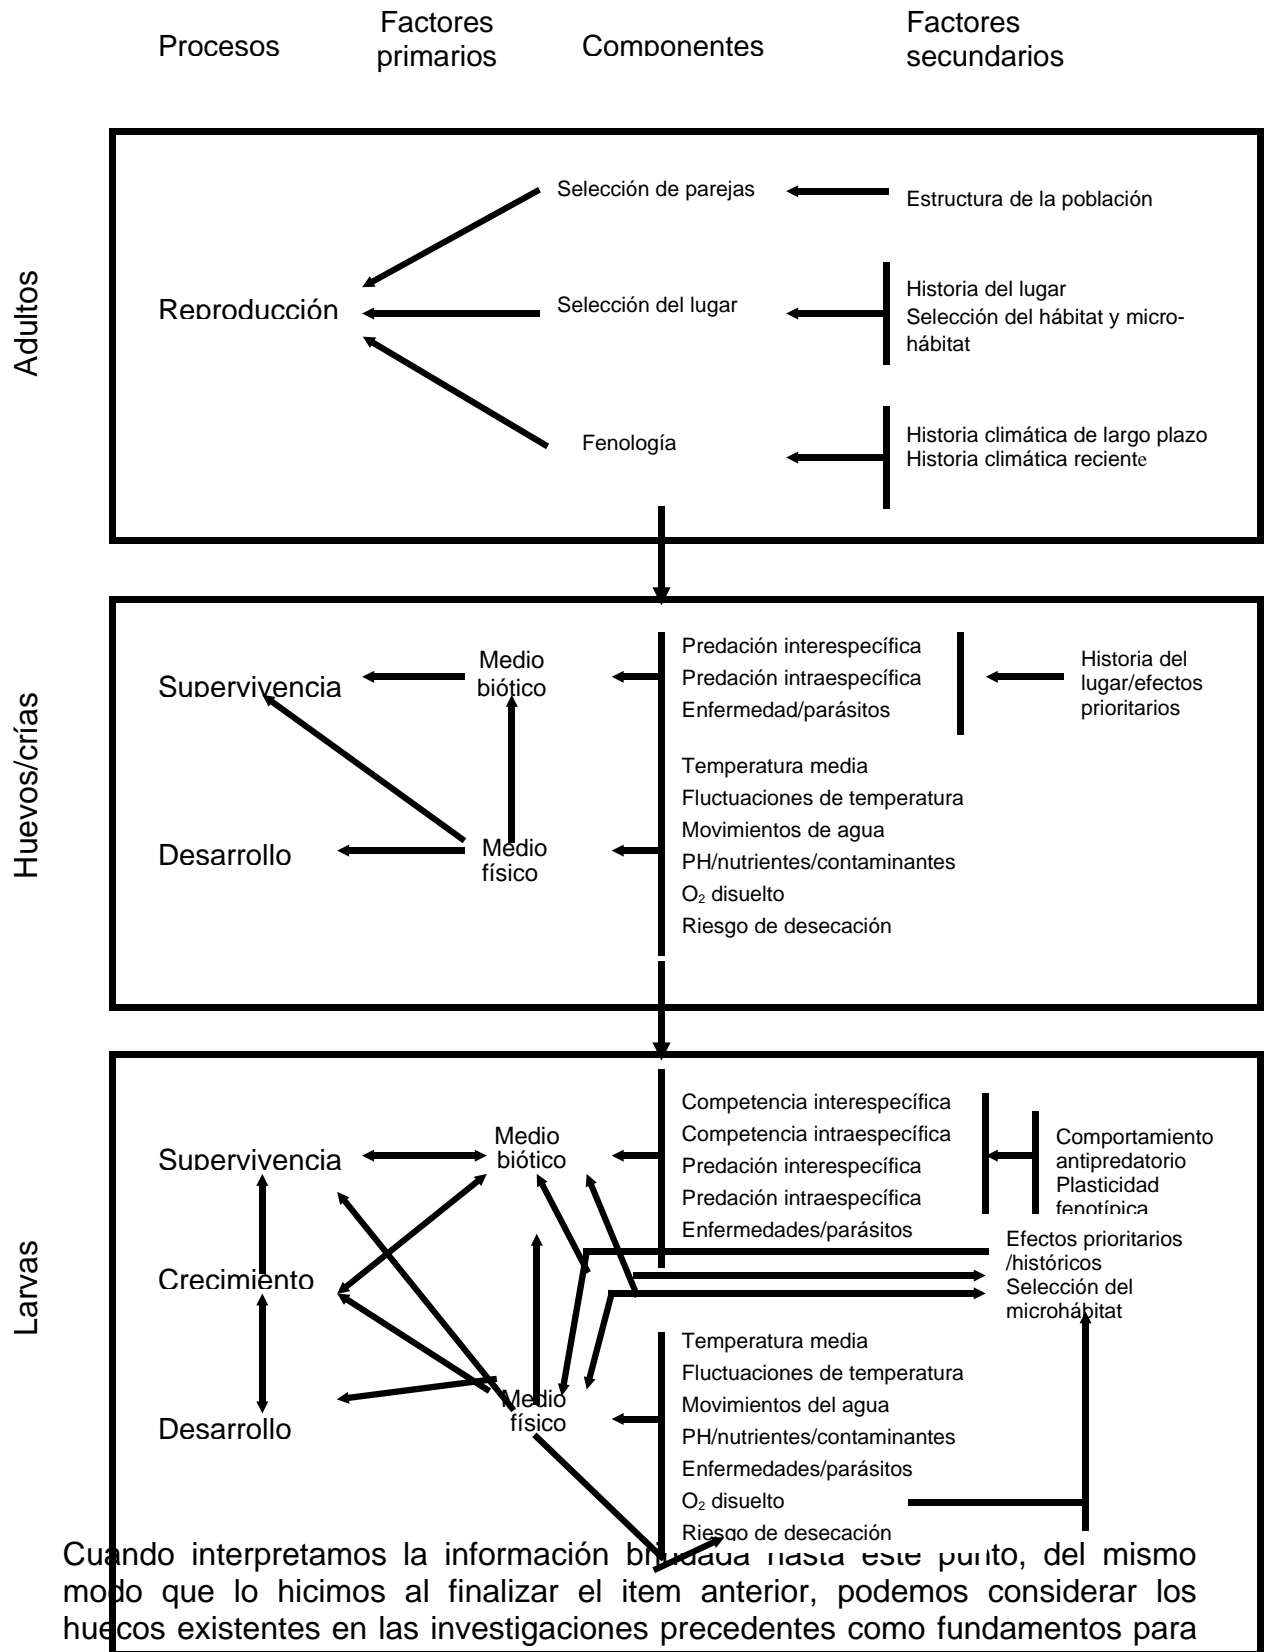 Procesos
Factores
primarios
Componentes
Factores
secundarios
Adultos
Reproducción
Selección de parejas
Estructura de la población
Selección del lugar
Historia del lugar
Selección del hábitat y micro-
hábitat
Fenología
Historia climática de largo plazo
Historia climática reciente
Huevos/crías
Supervivencia
Medio
biótico
Predación interespecífica
Predación intraespecífica
Enfermedad/parásitos
Historia del
lugar/efectos
prioritarios
Desarrollo
Medio
físico
Temperatura media
Fluctuaciones de temperatura
Movimientos de agua
PH/nutrientes/contaminantes
O₂ disuelto
Riesgo de desecación
Larvas
Supervivencia
Medio
biótico
Competencia interespecífica
Competencia intraespecífica
Predación interespecífica
Predación intraespecífica
Enfermedades/parásitos
Comportamiento
antipredatorio
Plasticidad
fenotípica
Efectos prioritarios
/históricos
Selección del
microhábitat
Crecimiento
Desarrollo
Medio
físico
Temperatura media
Fluctuaciones de temperatura
Movimientos del agua
PH/nutrientes/contaminantes
Enfermedades/parásitos
O₂ disuelto
Riesgo de desecación
Cuando interpretamos la información brindada hasta este punto, del mismo
modo que lo hicimos al finalizar el item anterior, podemos considerar los
huecos existentes en las investigaciones precedentes como fundamentos para